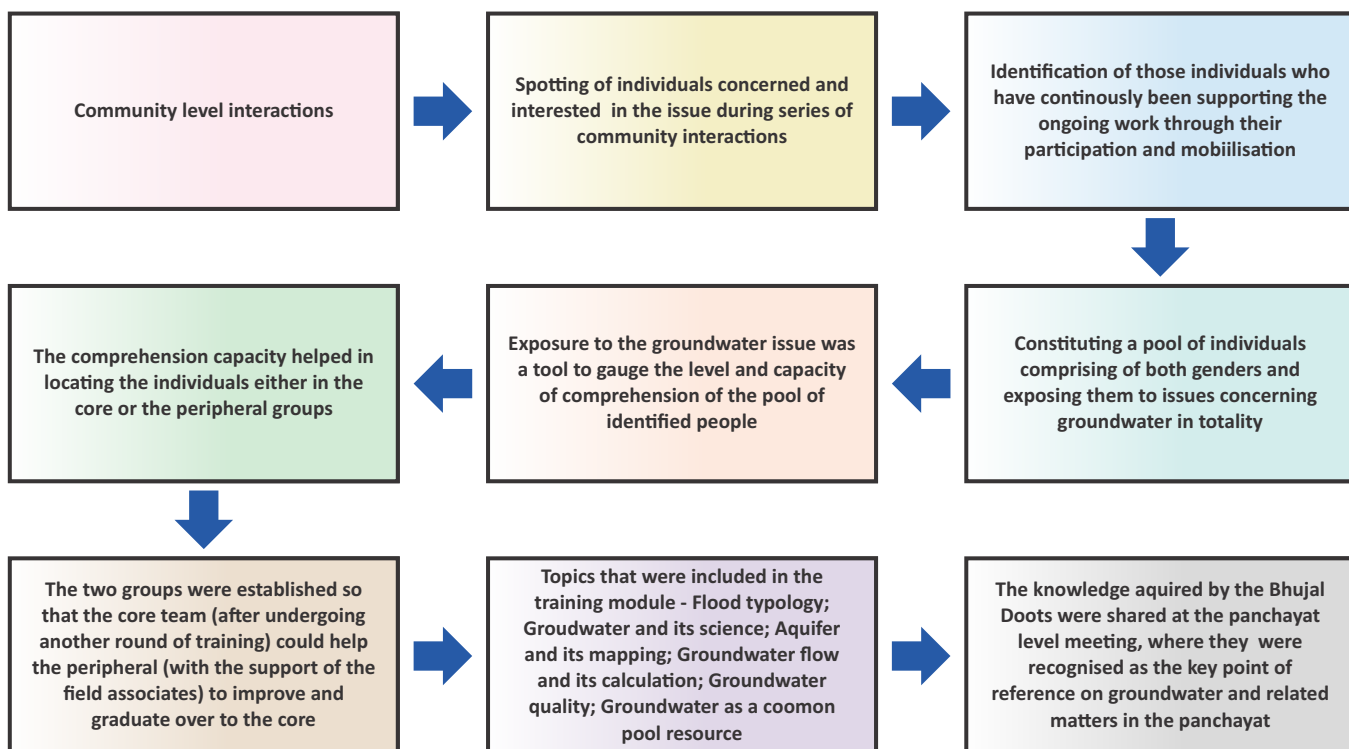 Community level interactions
Spotting of individuals concerned and
interested in the issue during series of
community interactions
Identification of those individuals who
have continously been supporting the
ongoing work through their
participation and mobiilisation
Constituting a pool of individuals
comprising of both genders and
exposing them to issues concerning
groundwater in totality
Exposure to the groundwater issue was
a tool to gauge the level and capacity
of comprehension of the pool of
identified people
The comprehension capacity helped in
locating the individuals either in the
core or the peripheral groups
The two groups were established so
that the core team (after undergoing
another round of training) could help
the peripheral (with the support of the
field associates) to improve and
graduate over to the core
Topics that were included in the
training module - Flood typology;
Groudwater and its science; Aquifer
and its mapping; Groundwater flow
and its calculation; Groundwater
quality; Groundwater as a coomon
pool resource
The knowledge aquired by the Bhujal
Doots were shared at the panchayat
level meeting, where they were
recognised as the key point of
reference on groundwater and related
matters in the panchayat